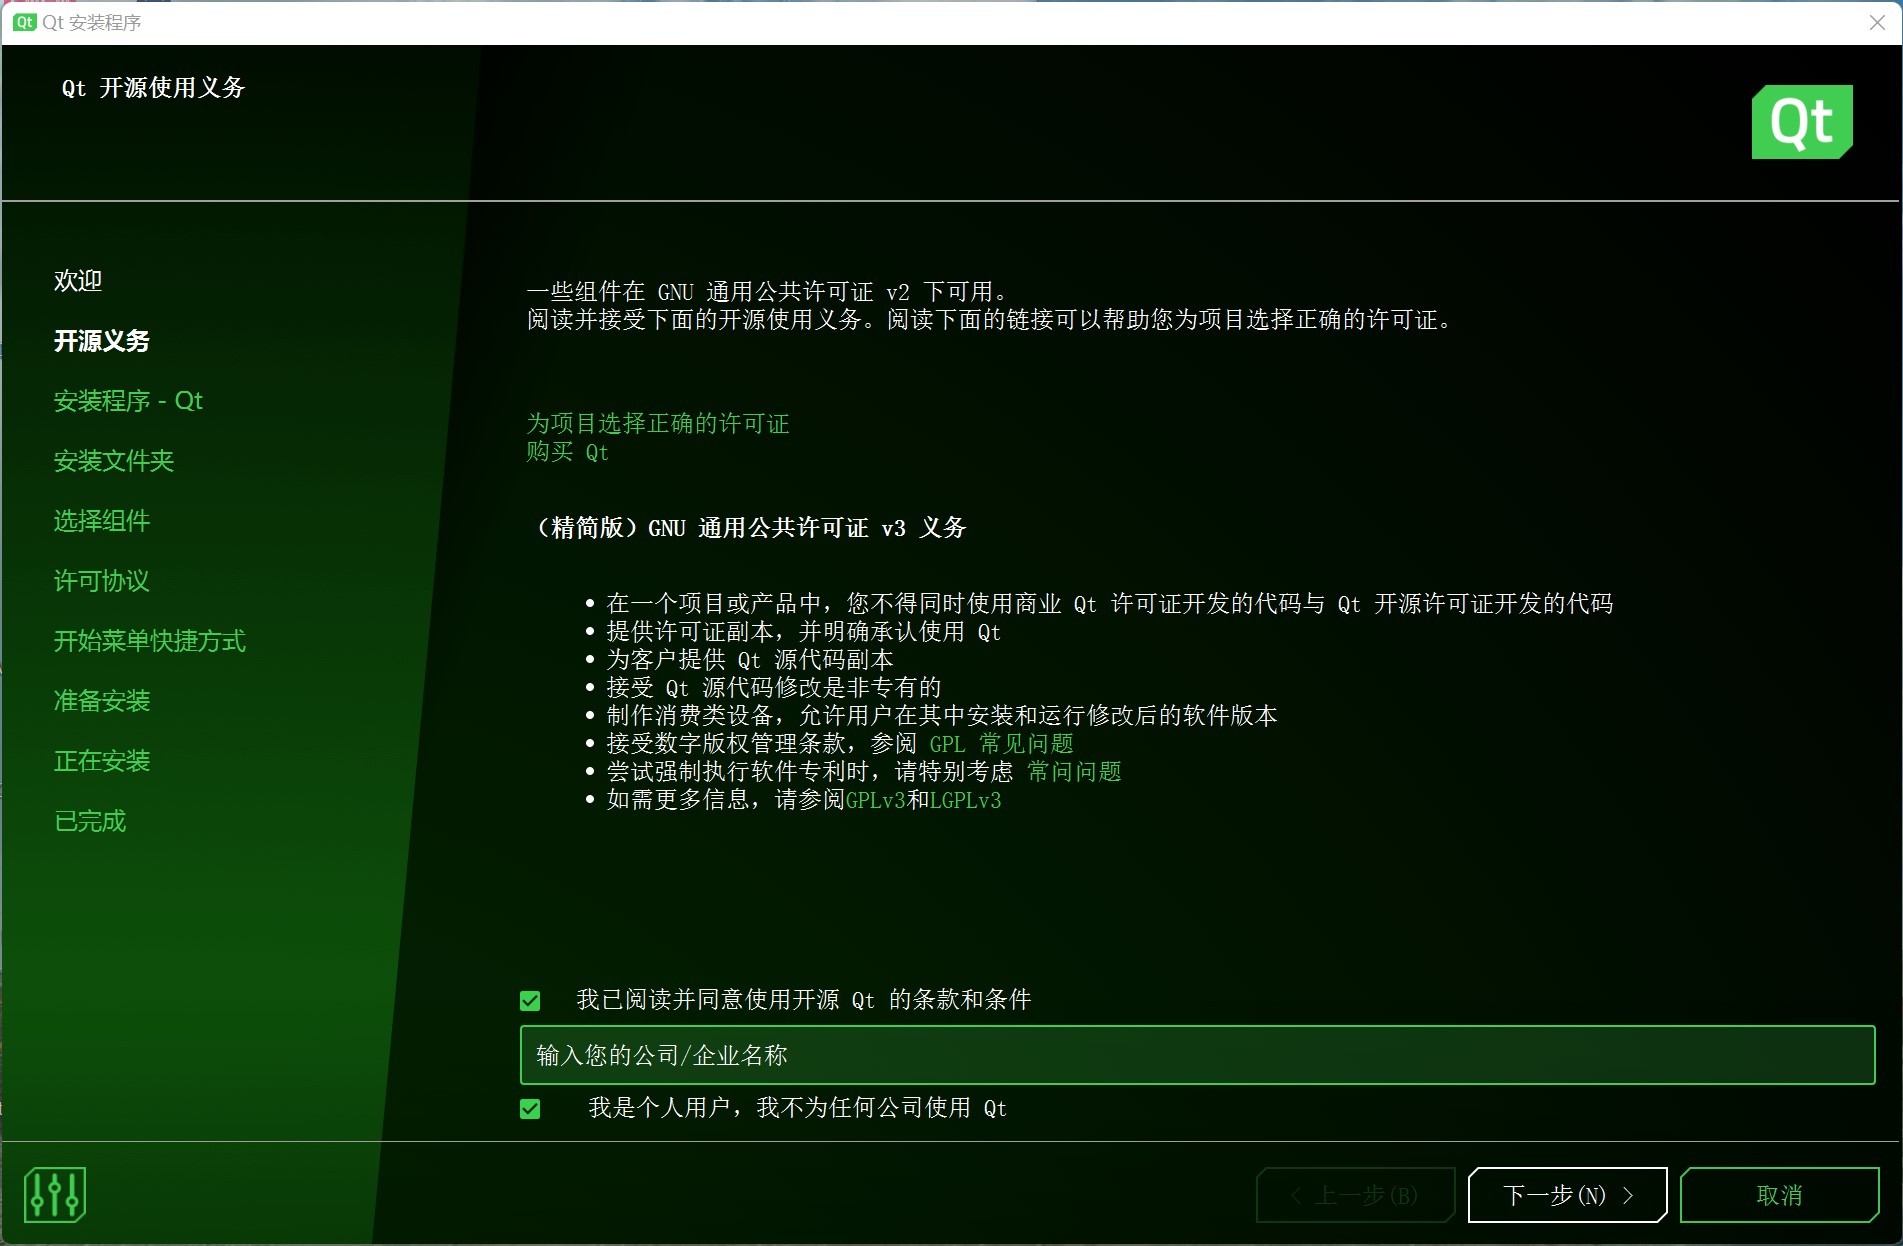 Qt Qt 安装程序
Qt 开源使用义务
Qt
欢迎
开源义务
安装程序 - Qt
安装文件夹
选择组件
许可协议
开始菜单快捷方式
准备安装
正在安装
已完成
一些组件在 GNU 通用公共许可证 v2 下可用。
阅读并接受下面的开源使用义务。阅读下面的链接可以帮助您为项目选择正确的许可证。
为项目选择正确的许可证
购买 Qt
（精简版）GNU 通用公共许可证 v3 义务
• 在一个项目或产品中，您不得同时使用商业 Qt 许可证开发的代码与 Qt 开源许可证开发的代码
• 提供许可证副本，并明确承认使用 Qt
• 为客户提供 Qt 源代码副本
• 接受 Qt 源代码修改是非专有的
• 制作消费类设备，允许用户在其中安装和运行修改后的软件版本
• 接受数字版权管理条款，参阅 GPL 常见问题
• 尝试强制执行软件专利时，请特别考虑 常问问题
• 如需更多信息，请参阅GPLv3和LGPLv3
我已阅读并同意使用开源 Qt 的条款和条件
输入您的公司/企业名称
我是个人用户，我不为任何公司使用 Qt
< 上一步(B)
下一步(N) >
取消